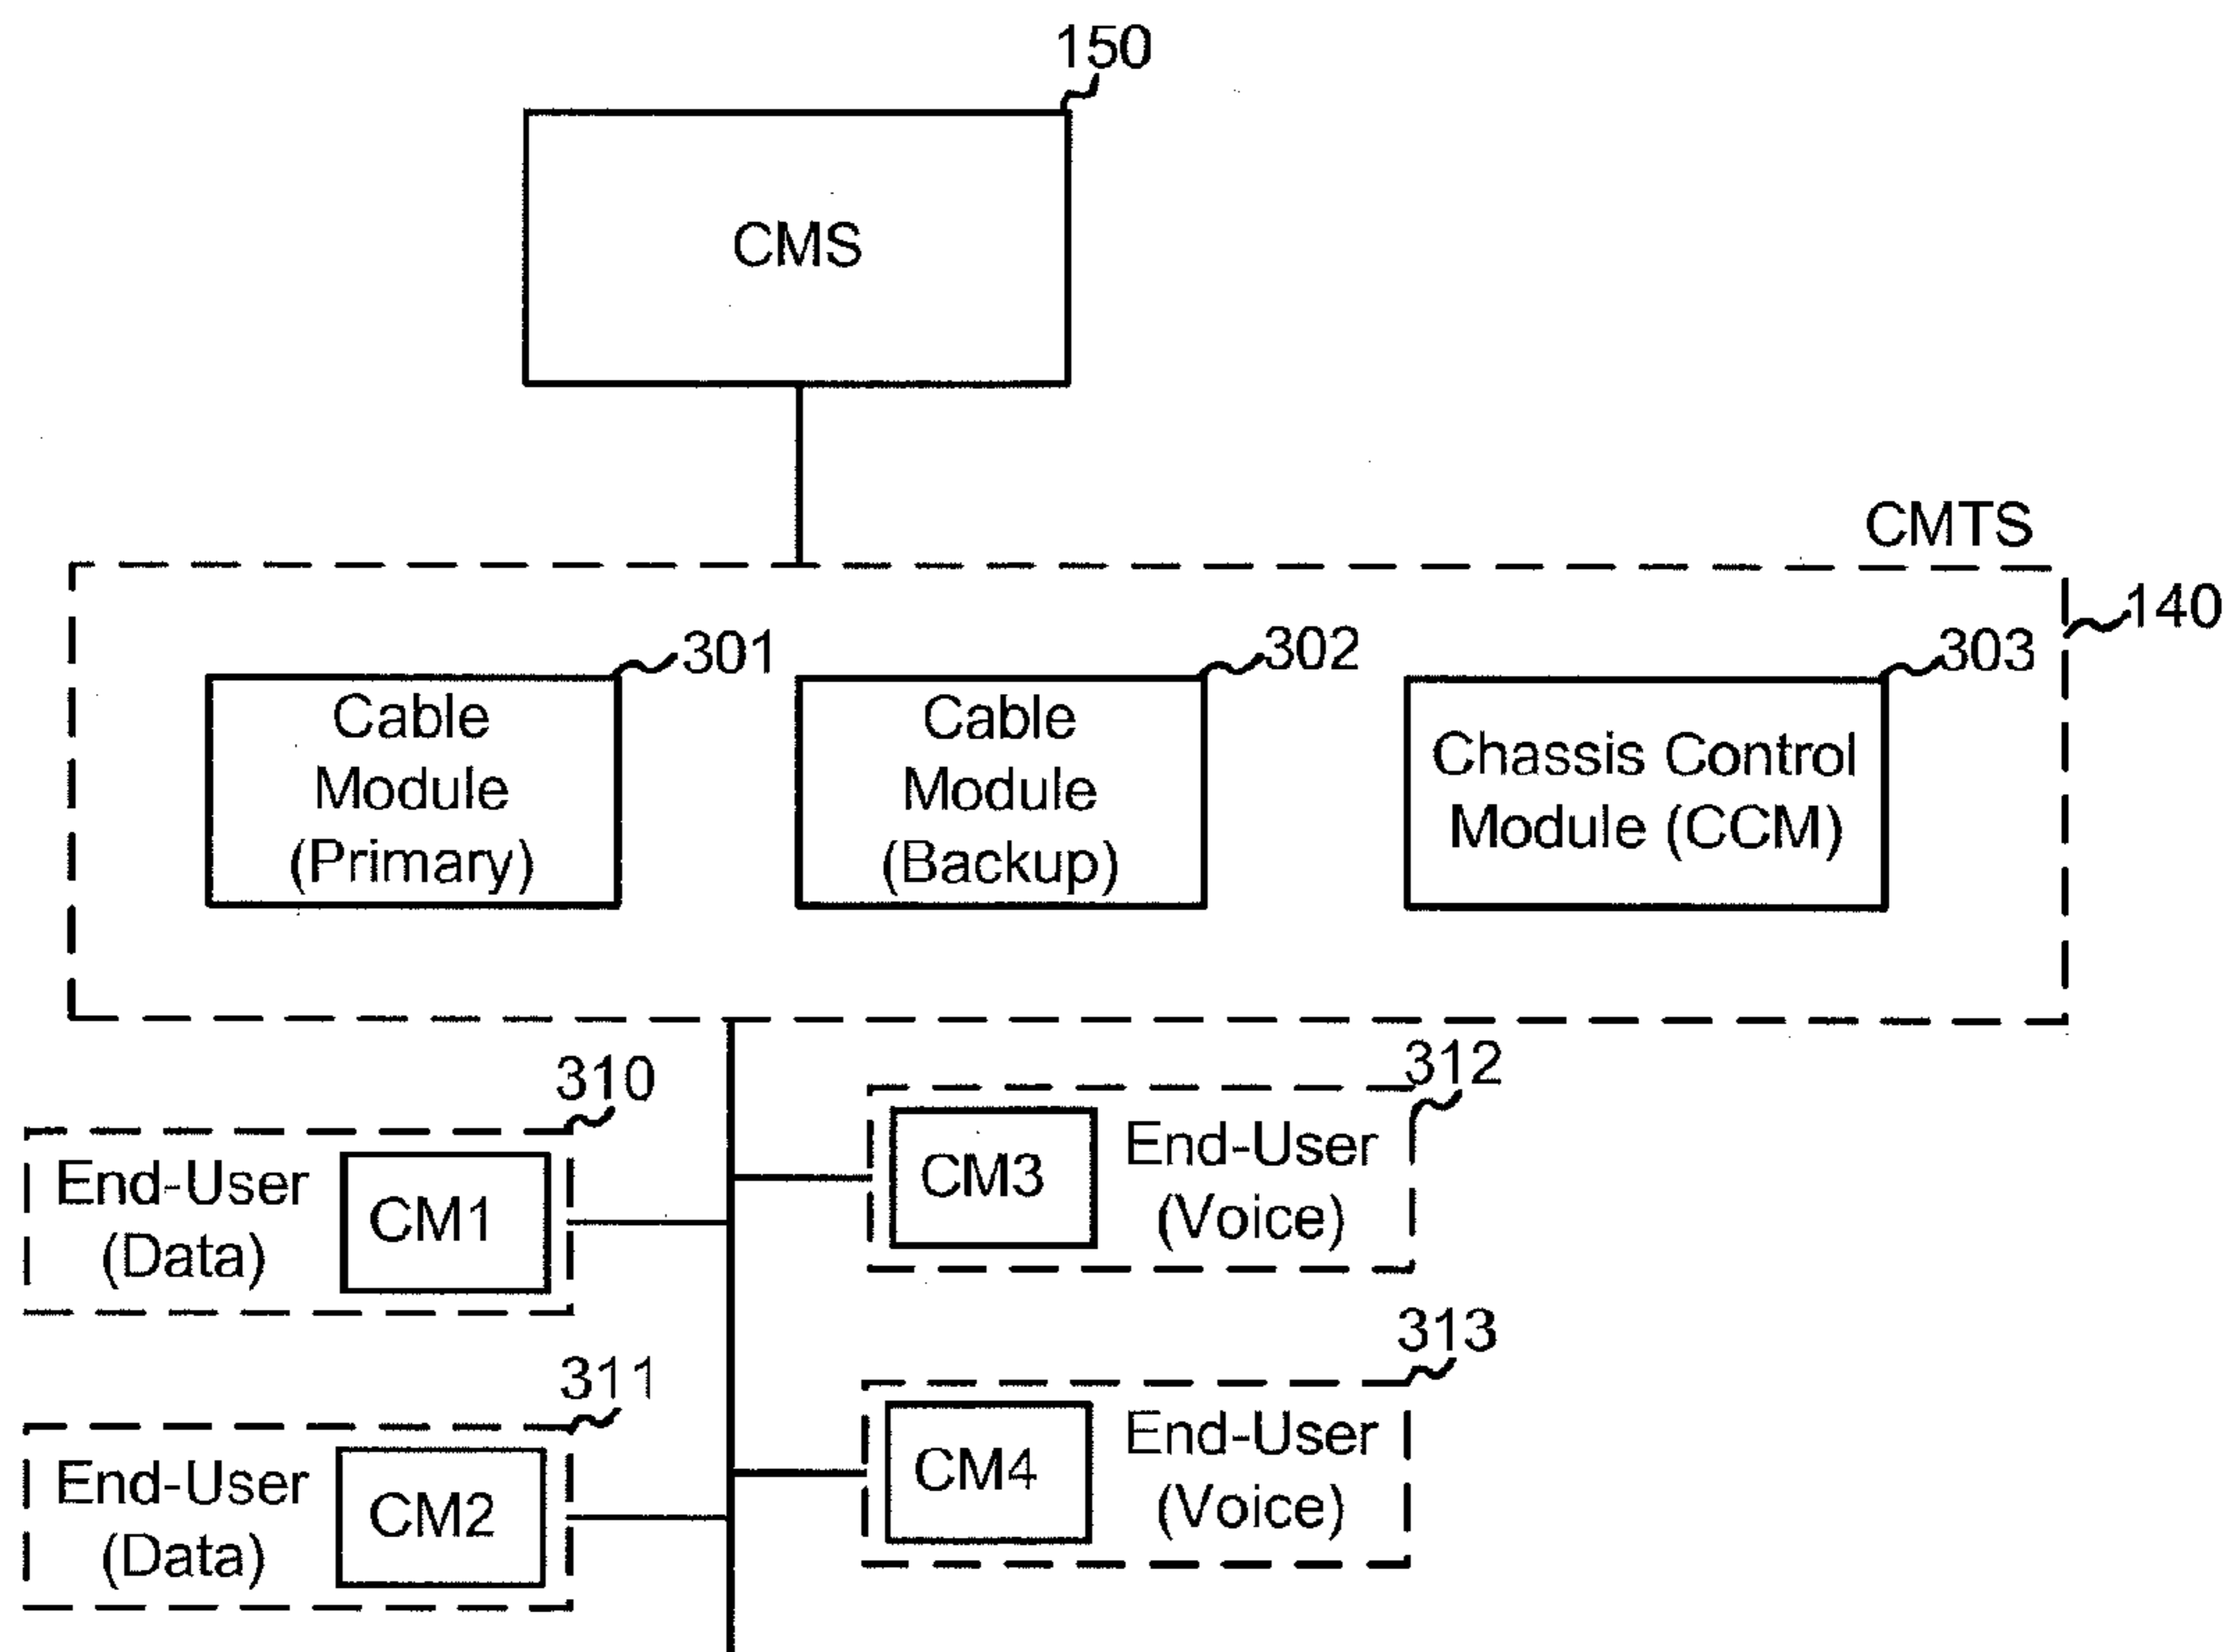 150
CMS
CMTS
140
301
302
303
Cable
Module
(Primary)
Cable
Module
(Backup)
Chassis Control
Module (CCM)
310
End-User
(Data)
CM1
312
CM3
End-User
(Voice)
311
End-User
(Data)
CM2
313
CM4
End-User
(Voice)